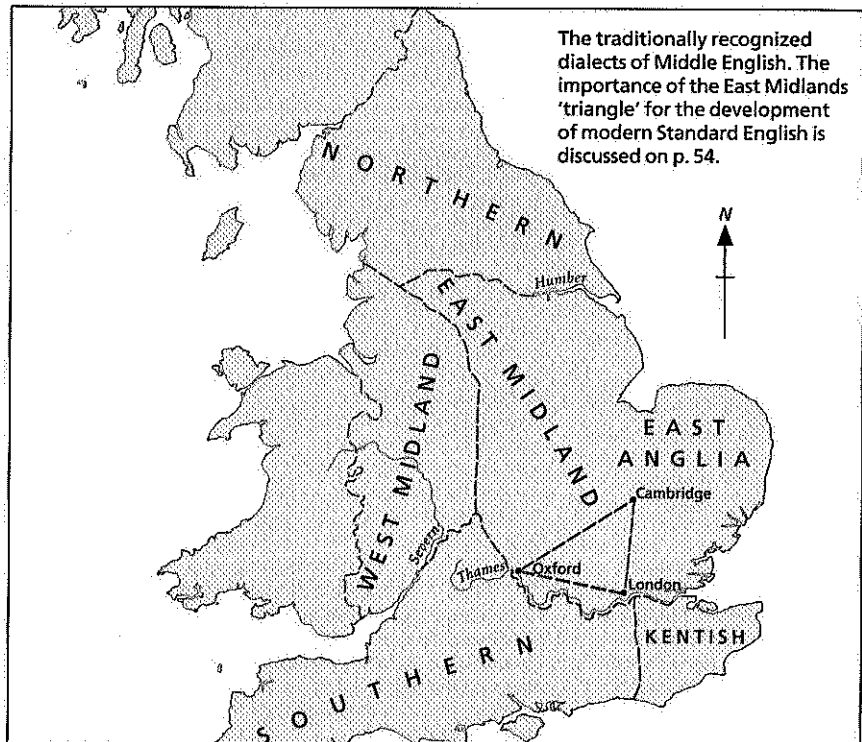 The traditionally recognized
dialects of Middle English. The
importance of the East Midlands
'triangle' for the development
of modern Standard English is
discussed on p. 54.
N
NORTHERN
Humber
EAST MIDLAND
WEST MIDLAND
EAST
ANGLIA
Cambridge
Severn
Thames
Oxford
London
KENTISH
SOUTHERN